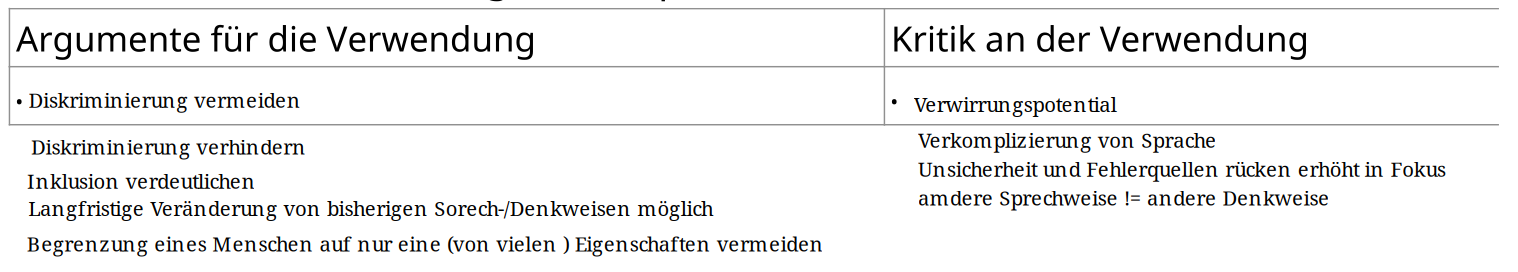 Argumente für die Verwendung
Kritik an der Verwendung
• Diskriminierung vermeiden
Diskriminierung verhindern
Inklusion verdeutlichen
Langfristige Veränderung von bisherigen Sorech-/Denkweisen möglich
Begrenzung eines Menschen auf nur eine (von vielen ) Eigenschaften vermeiden
• Verwirrungspotential
Verkomplizierung von Sprache
Unsicherheit und Fehlerquellen rücken erhöht in Fokus
amdere Sprechweise != andere Denkweise